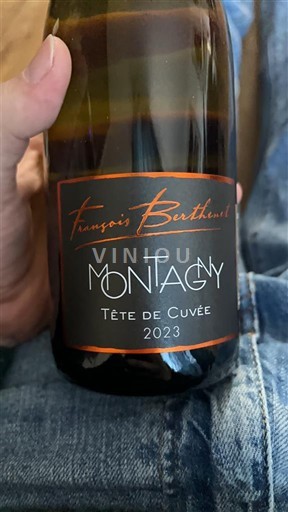 François Berthenet
VINIOU
MONTAGNY
TÊTE DE CUVÉE
2023